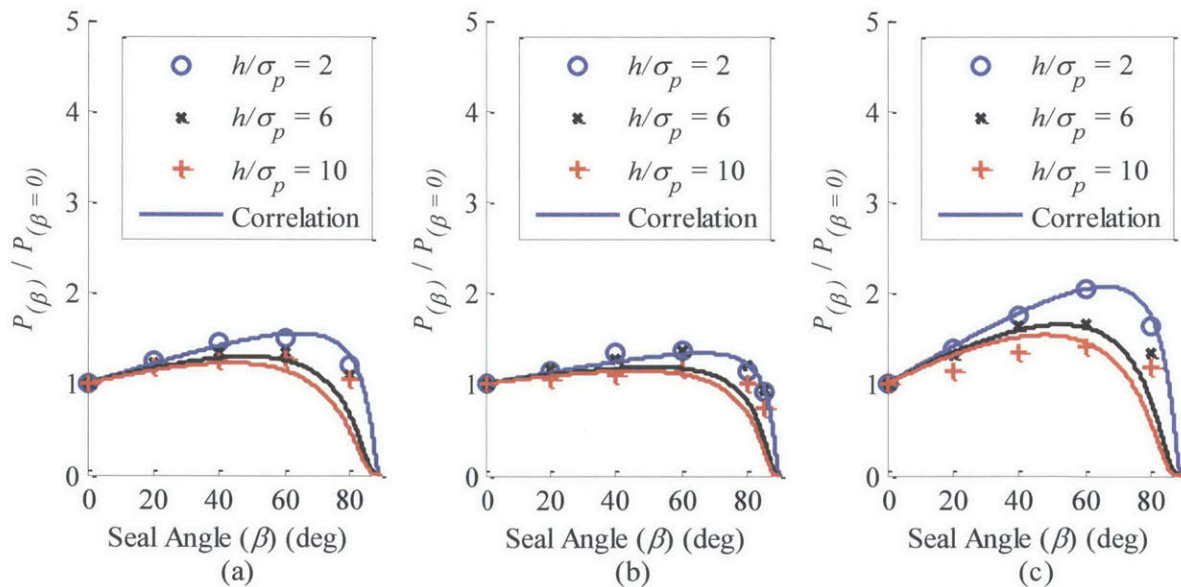 5
4
3
2
1
0
P(β) / P(β = 0)
h/σp = 2
h/σp = 6
h/σp = 10
Correlation
0 20 40 60 80
Seal Angle (β) (deg)
(a)
5
4
3
2
1
0
P(β) / P(β = 0)
h/σp = 2
h/σp = 6
h/σp = 10
Correlation
0 20 40 60 80
Seal Angle (β) (deg)
(b)
5
4
3
2
1
0
P(β) / P(β = 0)
h/σp = 2
h/σp = 6
h/σp = 10
Correlation
0 20 40 60 80
Seal Angle (β) (deg)
(c)